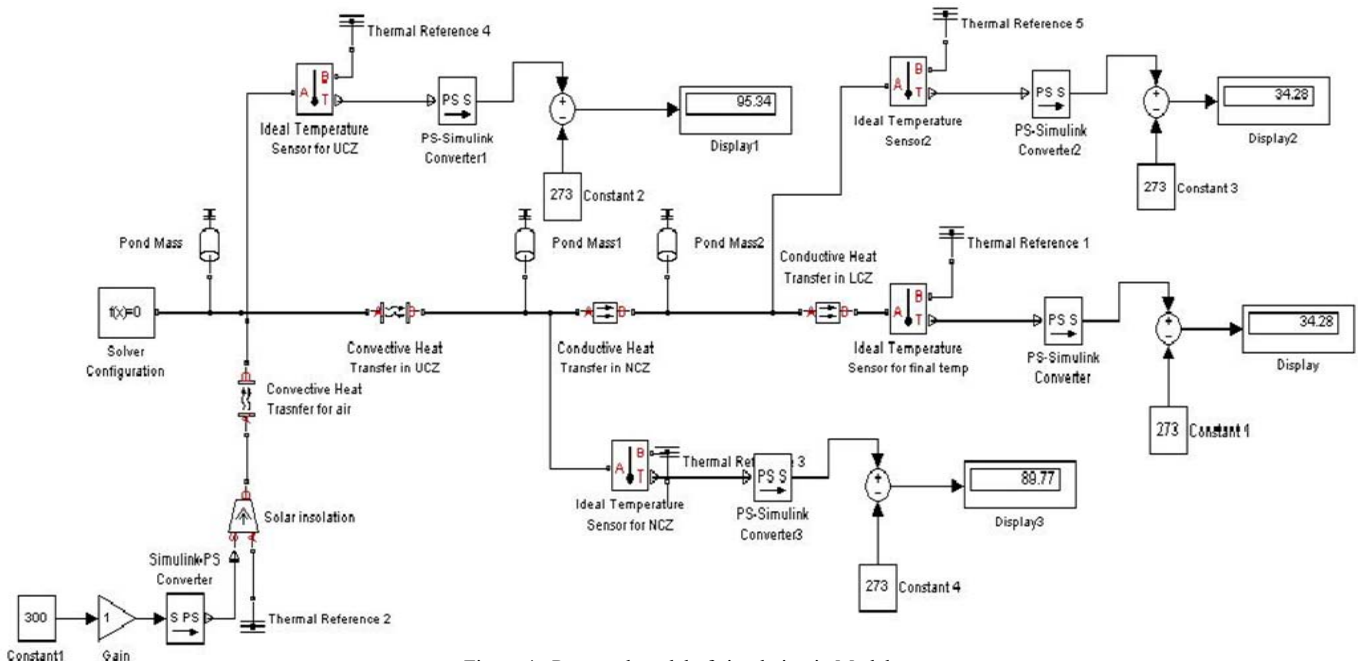 Thermal Reference 4
B
A
T
Ideal Temperature
Sensor for UCZ
PS S
PS-Simulink
Converter1
+
−
273
Constant 2
95.34
Display1
Thermal Reference 5
B
A
T
Ideal Temperature
Sensor2
PS S
PS-Simulink
Converter2
+
−
273
Constant 3
34.28
Display2
Pond Mass
Pond Mass1
Pond Mass2
f(x)=0
Solver
Configuration
Convective Heat
Transfer in UCZ
Conductive Heat
Transfer in NCZ
Conductive Heat
Transfer in LCZ
Thermal Reference 1
B
A
T
Ideal Temperature
Sensor for final temp
PS S
PS-Simulink
Converter
+
−
273
34.28
Display
Convective Heat
Trasnfer for air
B
A
T
Ideal Temperature
Sensor for NCZ
Thermal 3
PS S
PS-Simulink
Converter3
+
−
273
Constant 4
89.77
Display3
Solar insolation
Simulink-PS
Converter
S PS
Thermal Reference 2
300
Constant1
1
Gain